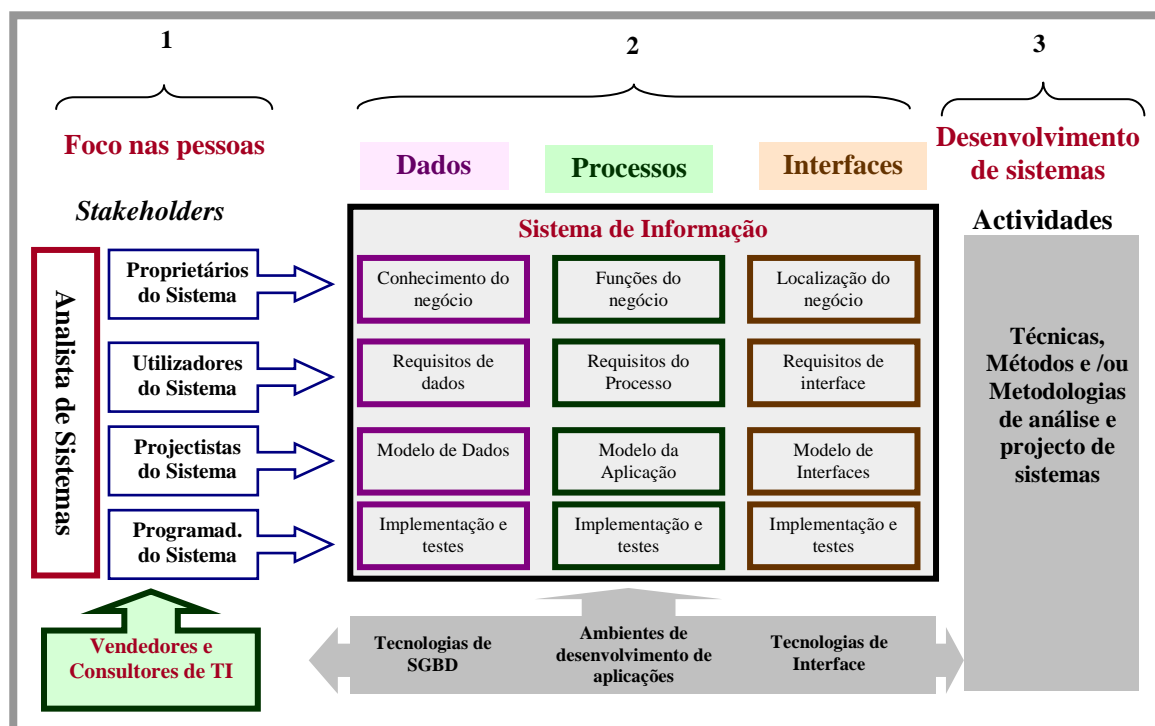 1
2
3
Foco nas pessoas
Desenvolvimento
de sistemas
Dados
Processos
Interfaces
Stakeholders
Actividades
Sistema de Informação
Analista de Sistemas
Proprietários
do Sistema
Conhecimento do
negócio
Funções do
negócio
Localização do
negócio
Utilizadores
do Sistema
Requisitos de
dados
Requisitos do
Processo
Requisitos de
interface
Projectistas
do Sistema
Modelo de Dados
Modelo da
Aplicação
Modelo de
Interfaces
Programad.
do Sistema
Implementação e
testes
Implementação e
testes
Implementação e
testes
Técnicas,
Métodos e /ou
Metodologias
de análise e
projecto de
sistemas
Vendedores e
Consultores de TI
Tecnologias de
SGBD
Ambientes de
desenvolvimento de
aplicações
Tecnologias de
Interface